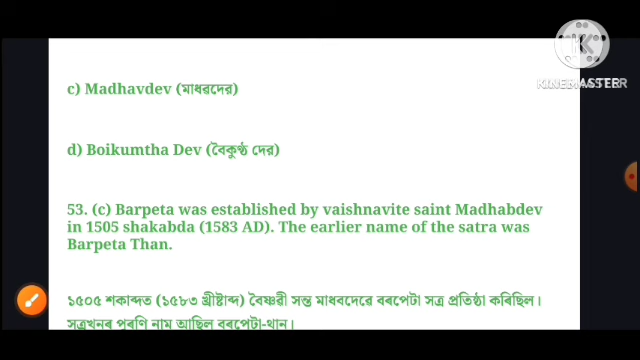 KINEMASTER
c) Madhavdev (মাধৱদের)
d) Boikumtha Dev (বৈকুণ্ঠ দের)
53. (c) Barpeta was established by vaishnavite saint Madhabdev
in 1505 shakabda (1583 AD). The earlier name of the satra was
Barpeta Than.
১৫০৫ শকাব্দত (১৫৮৩ খ্ৰীষ্টাব্দ) বৈষ্ণৱী সন্ত মাধবদেৱে বৰপেটা সত্ৰ প্ৰতিষ্ঠা কৰিছিল।
সত্ৰখনৰ পুৰণি নাম আছিল বৰপেটা-থান।